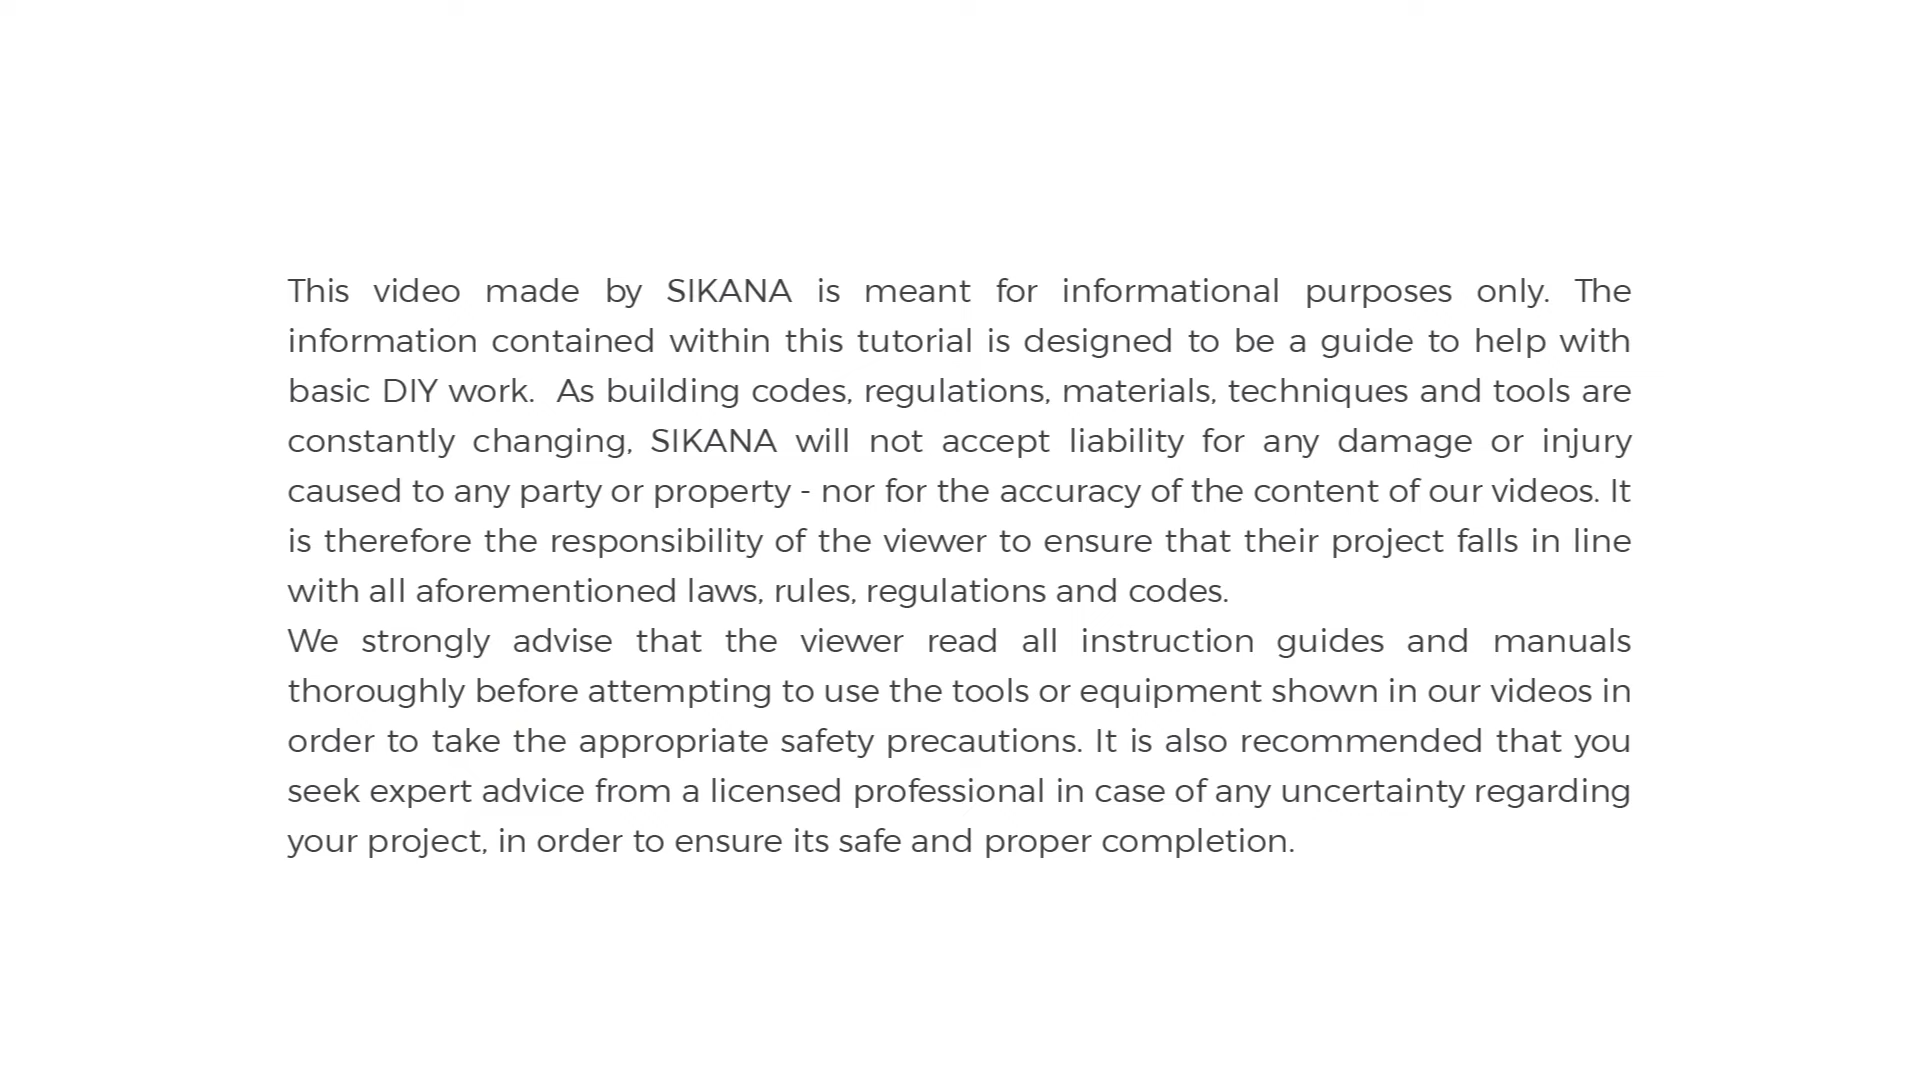 This video made by SIKANA is meant for informational purposes only. The
information contained within this tutorial is designed to be a guide to help with
basic DIY work.  As building codes, regulations, materials, techniques and tools are
constantly changing, SIKANA will not accept liability for any damage or injury
caused to any party or property - nor for the accuracy of the content of our videos. It
is therefore the responsibility of the viewer to ensure that their project falls in line
with all aforementioned laws, rules, regulations and codes.
We strongly advise that the viewer read all instruction guides and manuals
thoroughly before attempting to use the tools or equipment shown in our videos in
order to take the appropriate safety precautions. It is also recommended that you
seek expert advice from a licensed professional in case of any uncertainty regarding
your project, in order to ensure its safe and proper completion.